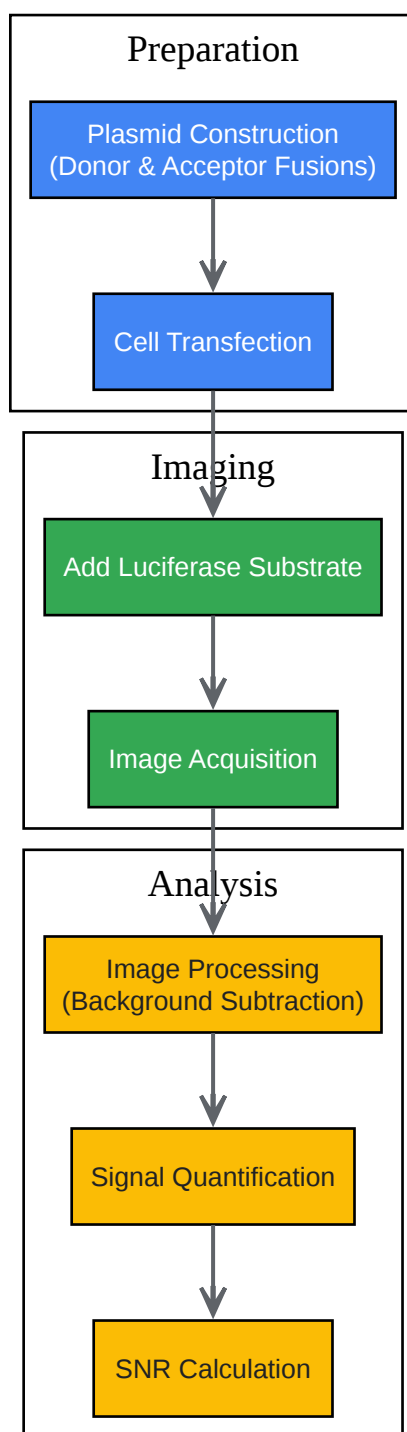 Preparation
Plasmid Construction
(Donor & Acceptor Fusions)
Cell Transfection
Imaging
Add Luciferase Substrate
Image Acquisition
Analysis
Image Processing
(Background Subtraction)
Signal Quantification
SNR Calculation